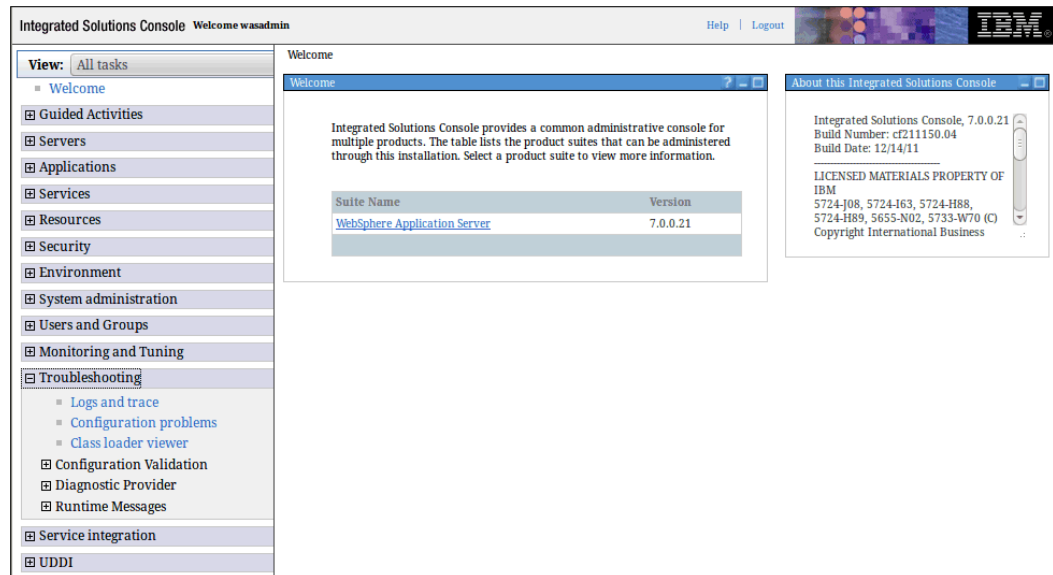 Integrated Solutions Console Welcome wasadmin
Help | Logout
IBM®
View: All tasks
Welcome
Guided Activities
Servers
Applications
Services
Resources
Security
Environment
System administration
Users and Groups
Monitoring and Tuning
Troubleshooting
Logs and trace
Configuration problems
Class loader viewer
Configuration Validation
Diagnostic Provider
Runtime Messages
Service integration
UDDI
Welcome
Welcome
Integrated Solutions Console provides a common administrative console for
multiple products. The table lists the product suites that can be administered
through this installation. Select a product suite to view more information.
Suite Name Version
WebSphere Application Server 7.0.0.21
About this Integrated Solutions Console
Integrated Solutions Console, 7.0.0.21
Build Number: cf211150.04
Build Date: 12/14/11
----------------------------------------
LICENSED MATERIALS PROPERTY OF
IBM
5724-J08, 5724-I63, 5724-H88,
5724-H89, 5655-N02, 5733-W70 (C)
Copyright International Business